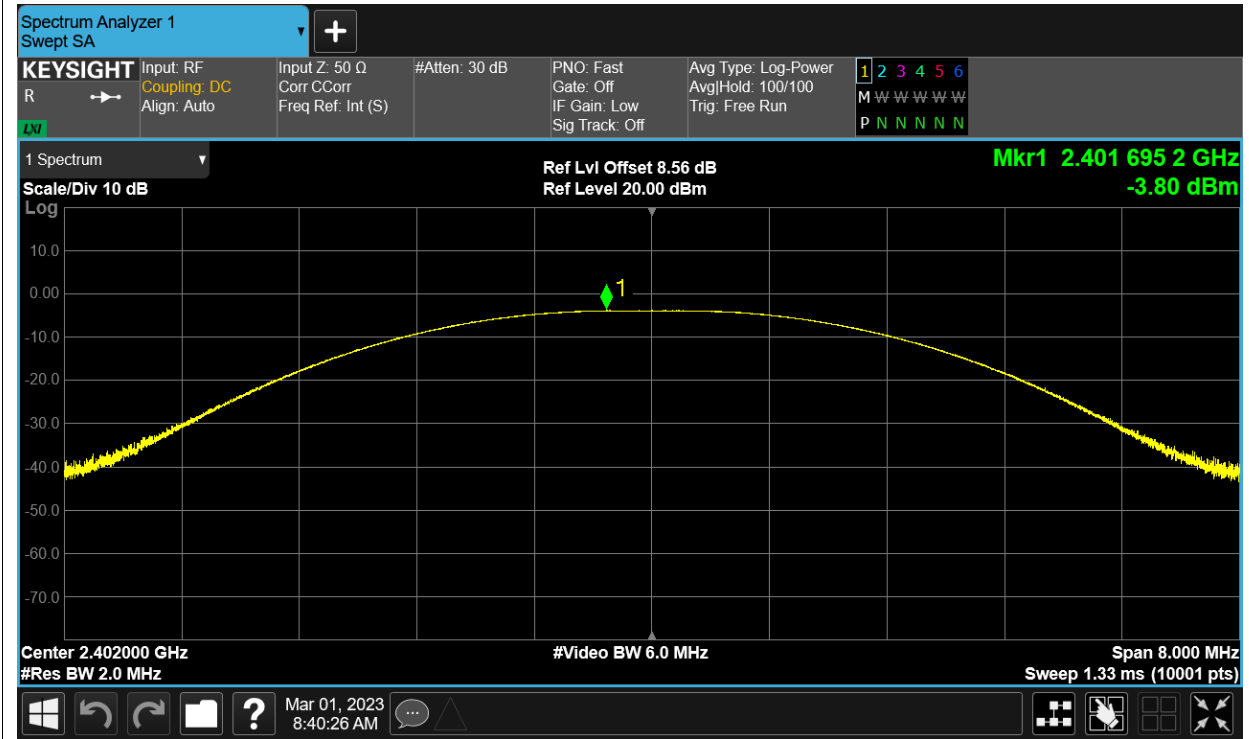 Spectrum Analyzer 1
Swept SA
+
KEYSIGHT Input: RF Input Z: 50 Ω #Atten: 30 dB PNO: Fast Avg Type: Log-Power 1 2 3 4 5 6
R Coupling: DC Corr CCorr Gate: Off Avg|Hold: 100/100 M W W W W W
Align: Auto Freq Ref: Int (S) IF Gain: Low Trig: Free Run
LXI Sig Track: Off P N N N N N
1 Spectrum Ref Lvl Offset 8.56 dB Mkr1 2.401 695 2 GHz
Scale/Div 10 dB Ref Level 20.00 dBm -3.80 dBm
Log
10.0
0.00
1
-10.0
-20.0
-30.0
-40.0
-50.0
-60.0
-70.0
Center 2.402000 GHz #Video BW 6.0 MHz Span 8.000 MHz
#Res BW 2.0 MHz Sweep 1.33 ms (10001 pts)
? Mar 01, 2023
8:40:26 AM